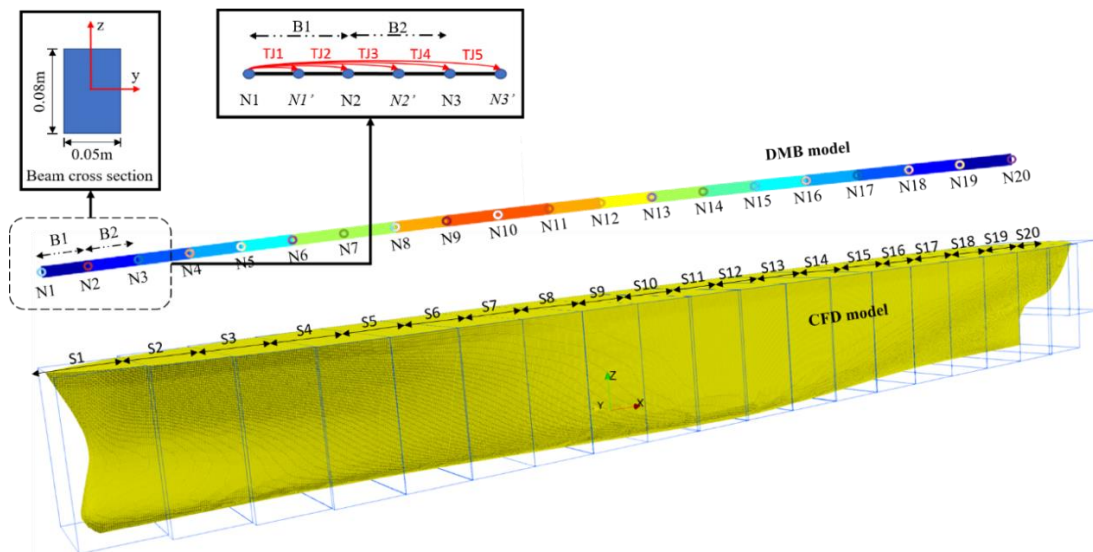 z
y
0.08m
0.05m
Beam cross section
B1 B2
TJ1 TJ2 TJ3 TJ4 TJ5
N1 N1' N2 N2' N3 N3'
DMB model
B1 B2
N1 N2 N3 N4 N5 N6 N7 N8 N9 N10 N11 N12 N13 N14 N15 N16 N17 N18 N19 N20
S1 S2 S3 S4 S5 S6 S7 S8 S9 S10 S11 S12 S13 S14 S15 S16 S17 S18 S19 S20
CFD model
Z
Y X